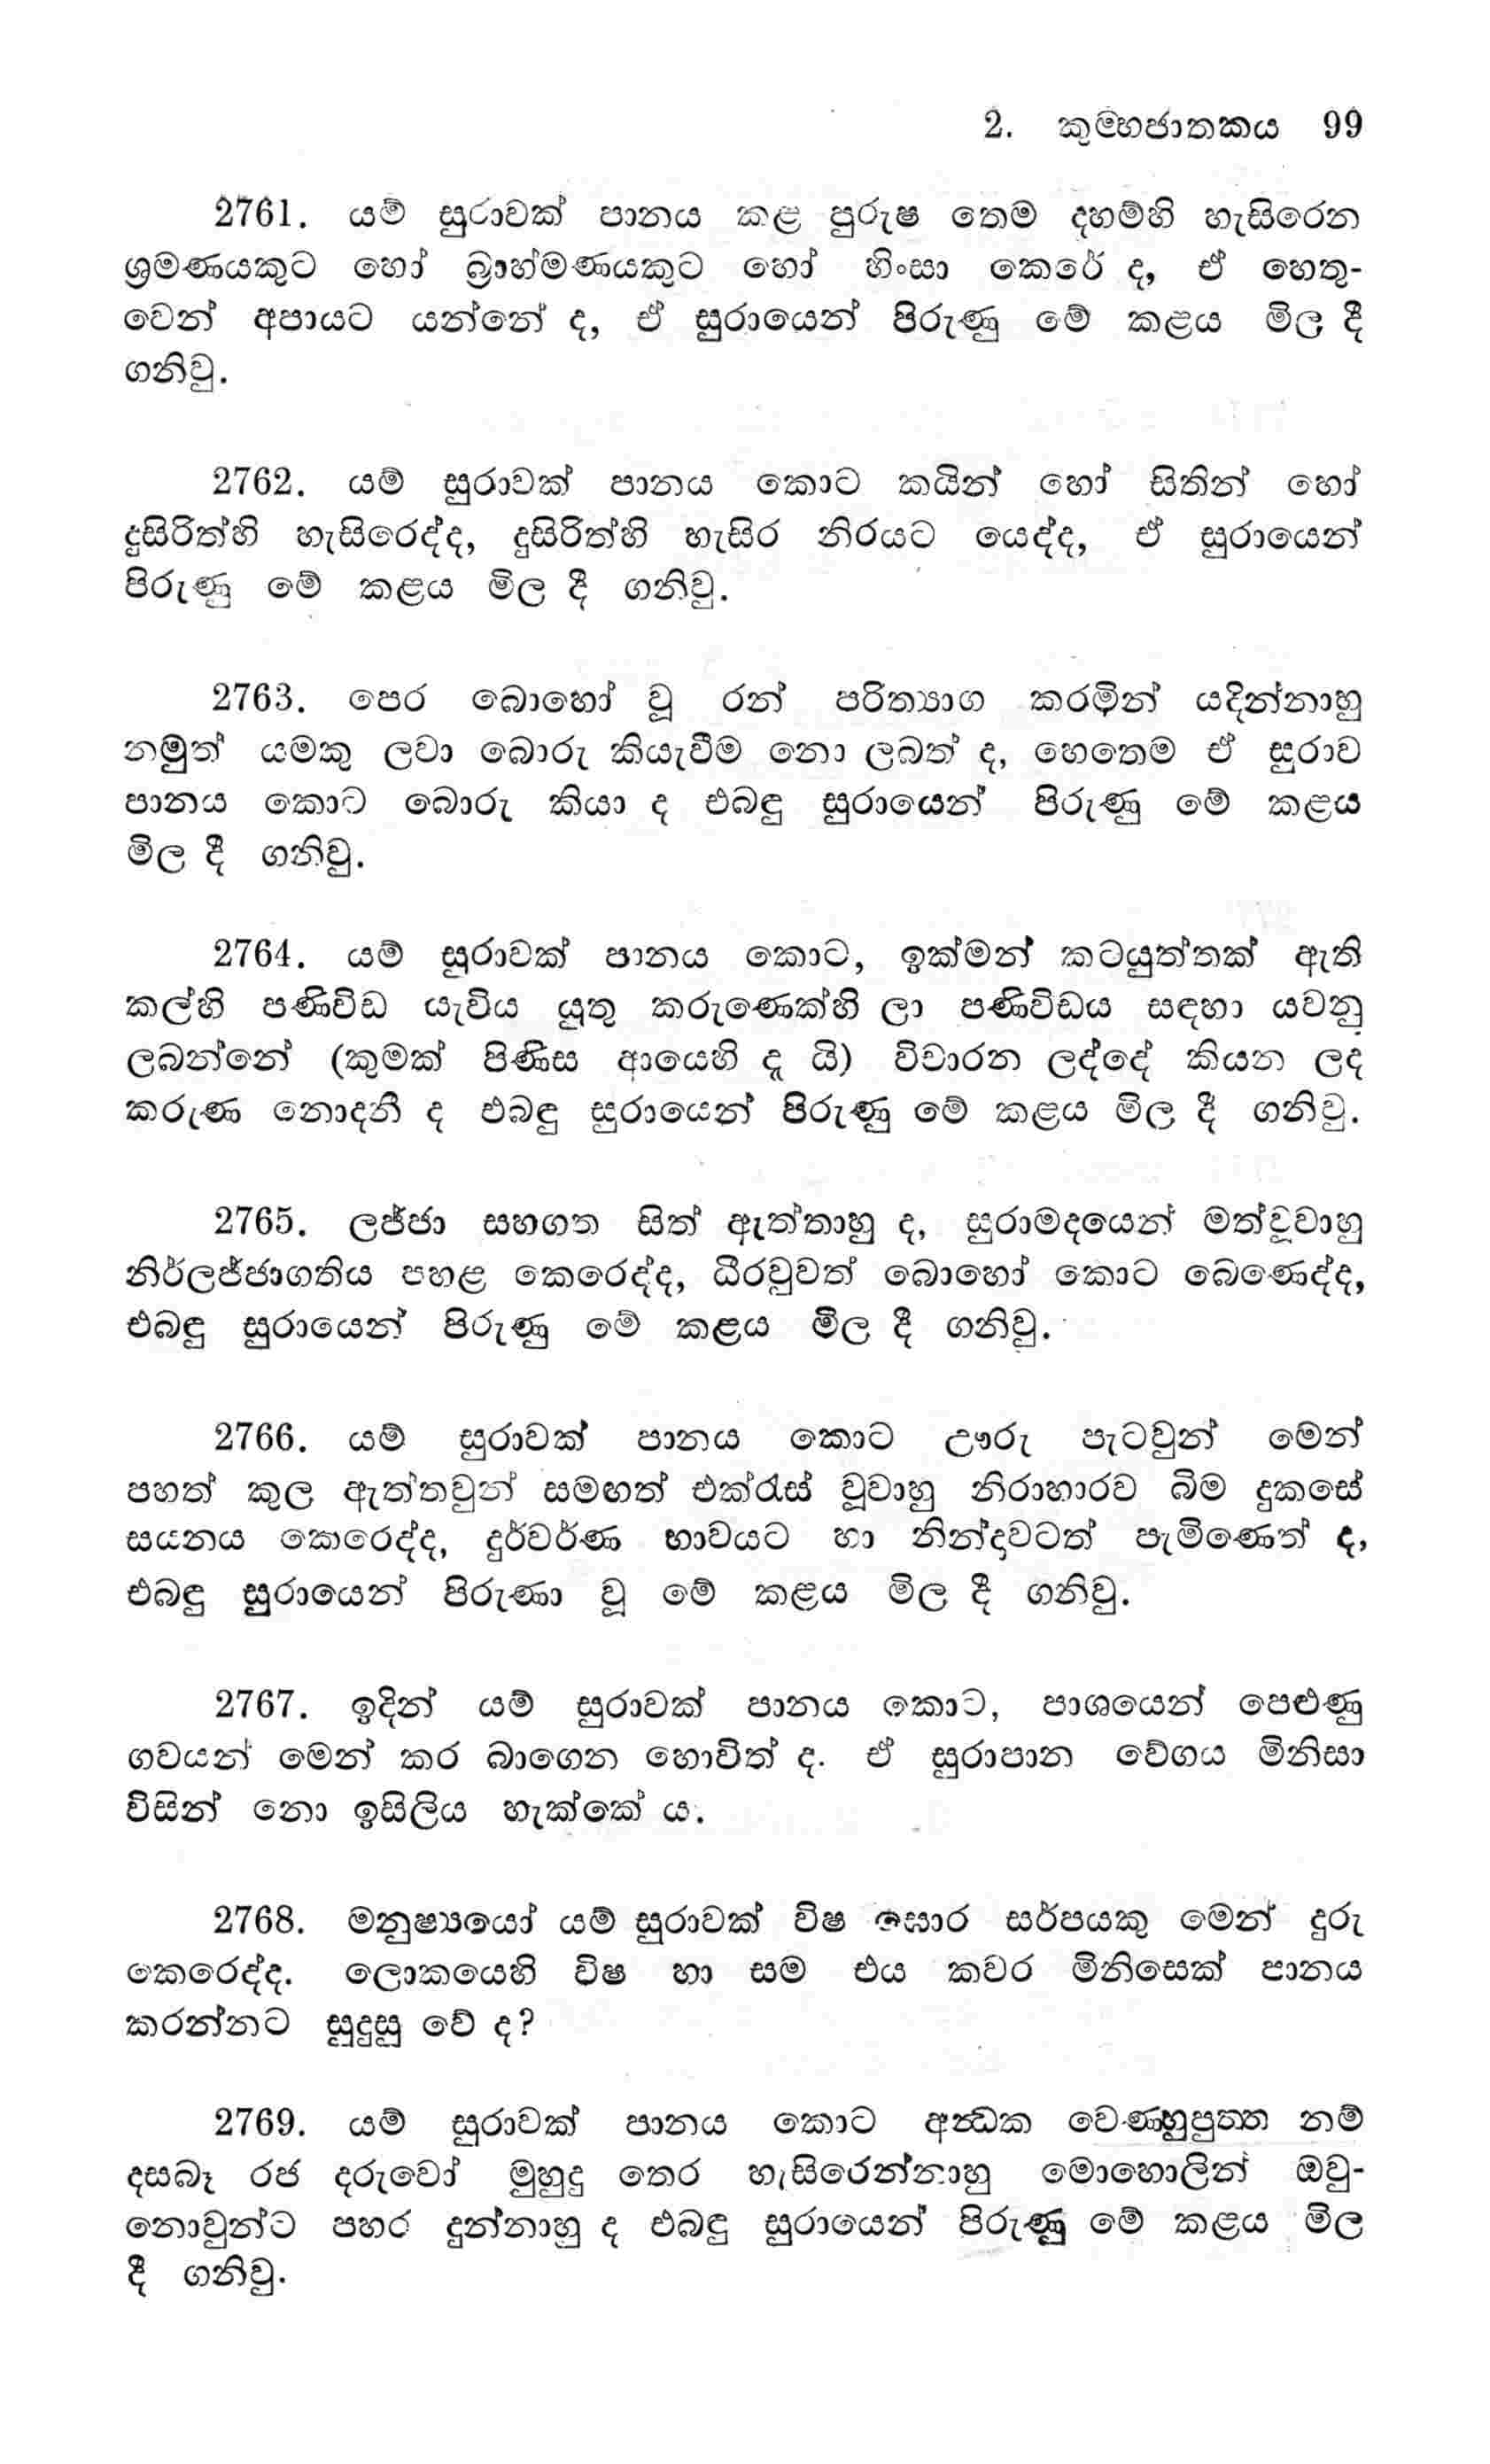 2. කුම්භජාතකය 99
2761. යම් සුරාවක් පානය කළ පුරුෂ තෙම දහම්හි හැසිරෙන
ශ්‍රමණයකුට හෝ බ්‍රාහ්මණයකුට හෝ හිංසා කෙරේ ද, ඒ හෙතු-
වෙන් අපායට යන්නේ ද, ඒ සුරායෙන් පිරුණු මේ කළය මිල දී
ගනිවු.
2762. යම් සුරාවක් පානය කොට කයින් හෝ සිතින් හෝ
දුසිරිත්හි හැසිරෙද්ද, දුසිරිත්හි හැසිර නිරයට යෙද්ද, ඒ සුරායෙන්
පිරුණු මේ කළය මිල දී ගනිවු.
2763. පෙර බොහෝ වූ රන් පරිත්‍යාග කරමින් යදින්නාහු
නමුත් යමකු ලවා බොරු කියැවීම නො ලබත් ද, හෙතෙම ඒ සුරාව
පානය කොට බොරු කියා ද එබඳු සුරායෙන් පිරුණු මේ කළය
මිල දී ගනිවු.
2764. යම් සුරාවක් පානය කොට, ඉක්මන් කටයුත්තක් ඇති
කල්හි පණිවිඩ යැවිය යුතු කරුණෙක්හි ලා පණිවිඩය සඳහා යවනු
ලබන්නේ (කුමක් පිණිස ආයෙහි දැ යි) විචාරන ලද්දේ කියන ලද
කරුණ නොදනී ද එබඳු සුරායෙන් පිරුණු මේ කළය මිල දී ගනිවු.
2765. ලජ්ජා සහගත සිත් ඇත්තාහු ද, සුරාමදයෙන් මත්වූවාහු
නිර්ලජ්ජාගතිය පහළ කෙරෙද්ද, ධීරවුවත් බොහෝ කොට බෙණෙද්ද,
එබඳු සුරායෙන් පිරුණු මේ කළය මිල දී ගනිවු.
2766. යම් සුරාවක් පානය කොට ඌරු පැටවුන් මෙන්
පහත් කුල ඇත්තවුන් සමඟත් එක්රැස් වූවාහු නිරාහාරව බිම දුකසේ
සයනය කෙරෙද්ද, දුර්වර්ණ භාවයට හා නින්දාවටත් පැමිණෙත් ද,
එබඳු සුරායෙන් පිරුණා වූ මේ කළය මිල දී ගනිවු.
2767. ඉදින් යම් සුරාවක් පානය කොට, පාශයෙන් පෙළුණු
ගවයන් මෙන් කර බාගෙන හොවිත් ද. ඒ සුරාපාන වේගය මිනිසා
විසින් නො ඉසිලිය හැක්කේ ය.
2768. මනුෂ්‍යයෝ යම් සුරාවක් විෂ ඝොර සර්පයකු මෙන් දුරු
කෙරෙද්ද. ලොකයෙහි විෂ හා සම එය කවර මිනිසෙක් පානය
කරන්නට සුදුසු වේ ද?
2769. යම් සුරාවක් පානය කොට අන්‍ධක වෙණ්හුපුත්ත නම්
දසබෑ රජ දරුවෝ මුහුදු තෙර හැසිරෙන්නාහු මොහොලින් ඔවු-
නොවුන්ට පහර දුන්නාහු ද එබඳු සුරායෙන් පිරුණු මේ කළය මිල
දී ගනිවු.